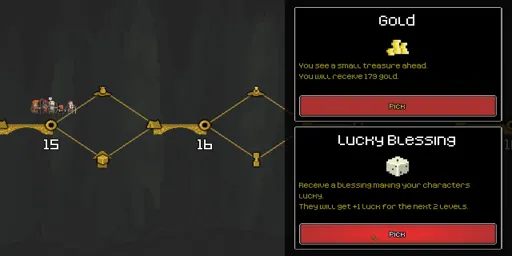 Gold
You see a small treasure ahead.
You will receive 179 gold.
Pick
15
16
Lucky Blessing
Receive a blessing making your characters
lucky.
They will get +1 luck for the next 2 levels.
Pick